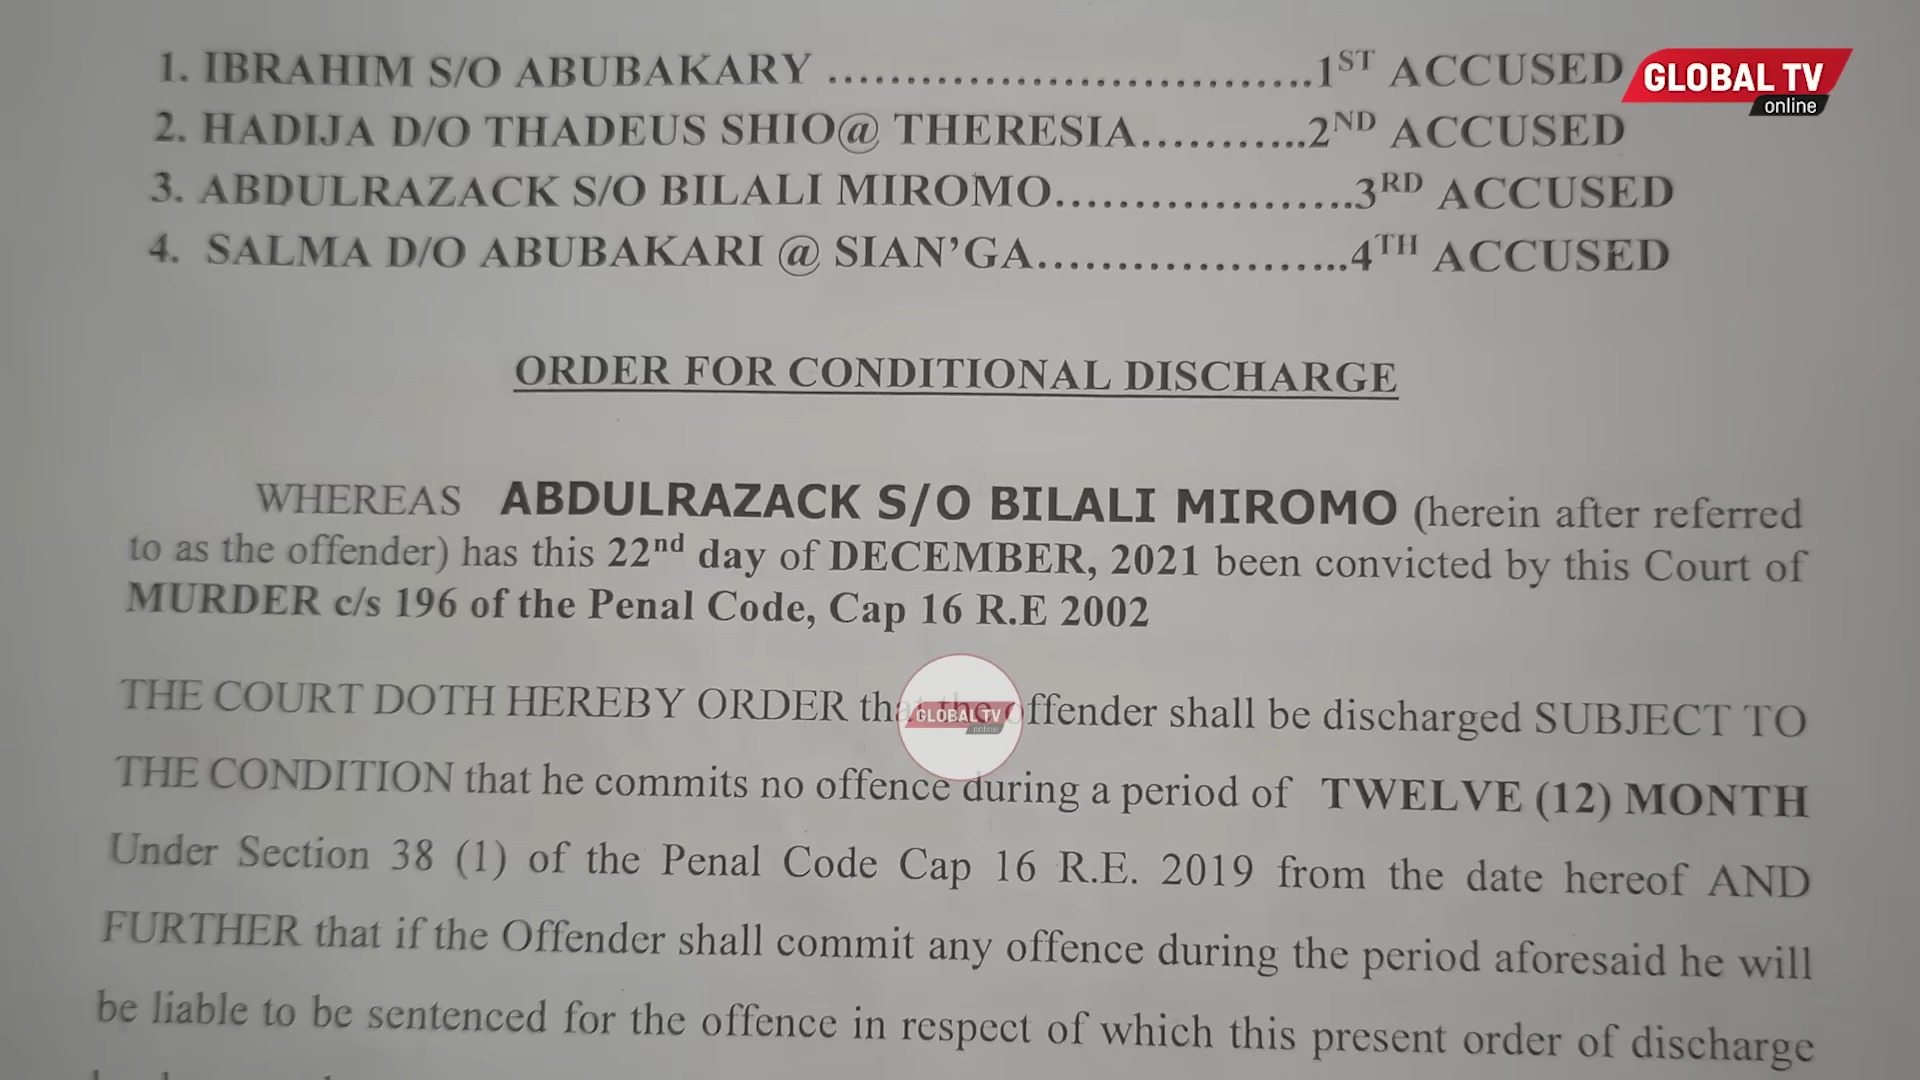 1. IBRAHIM S/O ABUBAKARY ..................................1ST ACCUSED
GLOBAL TV
online
2. HADIJA D/O THADEUS SHIO@ THERESIA...........2ND ACCUSED
3. ABDULRAZACK S/O BILALI MIROMO...................3RD ACCUSED
4. SALMA D/O ABUBAKARI @ SIAN'GA....................4TH ACCUSED
ORDER FOR CONDITIONAL DISCHARGE
WHEREAS ABDULRAZACK S/O BILALI MIROMO (herein after referred
to as the offender) has this 22nd day of DECEMBER, 2021 been convicted by this Court of
MURDER c/s 196 of the Penal Code, Cap 16 R.E 2002
THE COURT DOTH HEREBY ORDER that the offender shall be discharged SUBJECT TO
GLOBAL TV
online
THE CONDITION that he commits no offence during a period of TWELVE (12) MONTH
Under Section 38 (1) of the Penal Code Cap 16 R.E. 2019 from the date hereof AND
FURTHER that if the Offender shall commit any offence during the period aforesaid he will
be liable to be sentenced for the offence in respect of which this present order of discharge